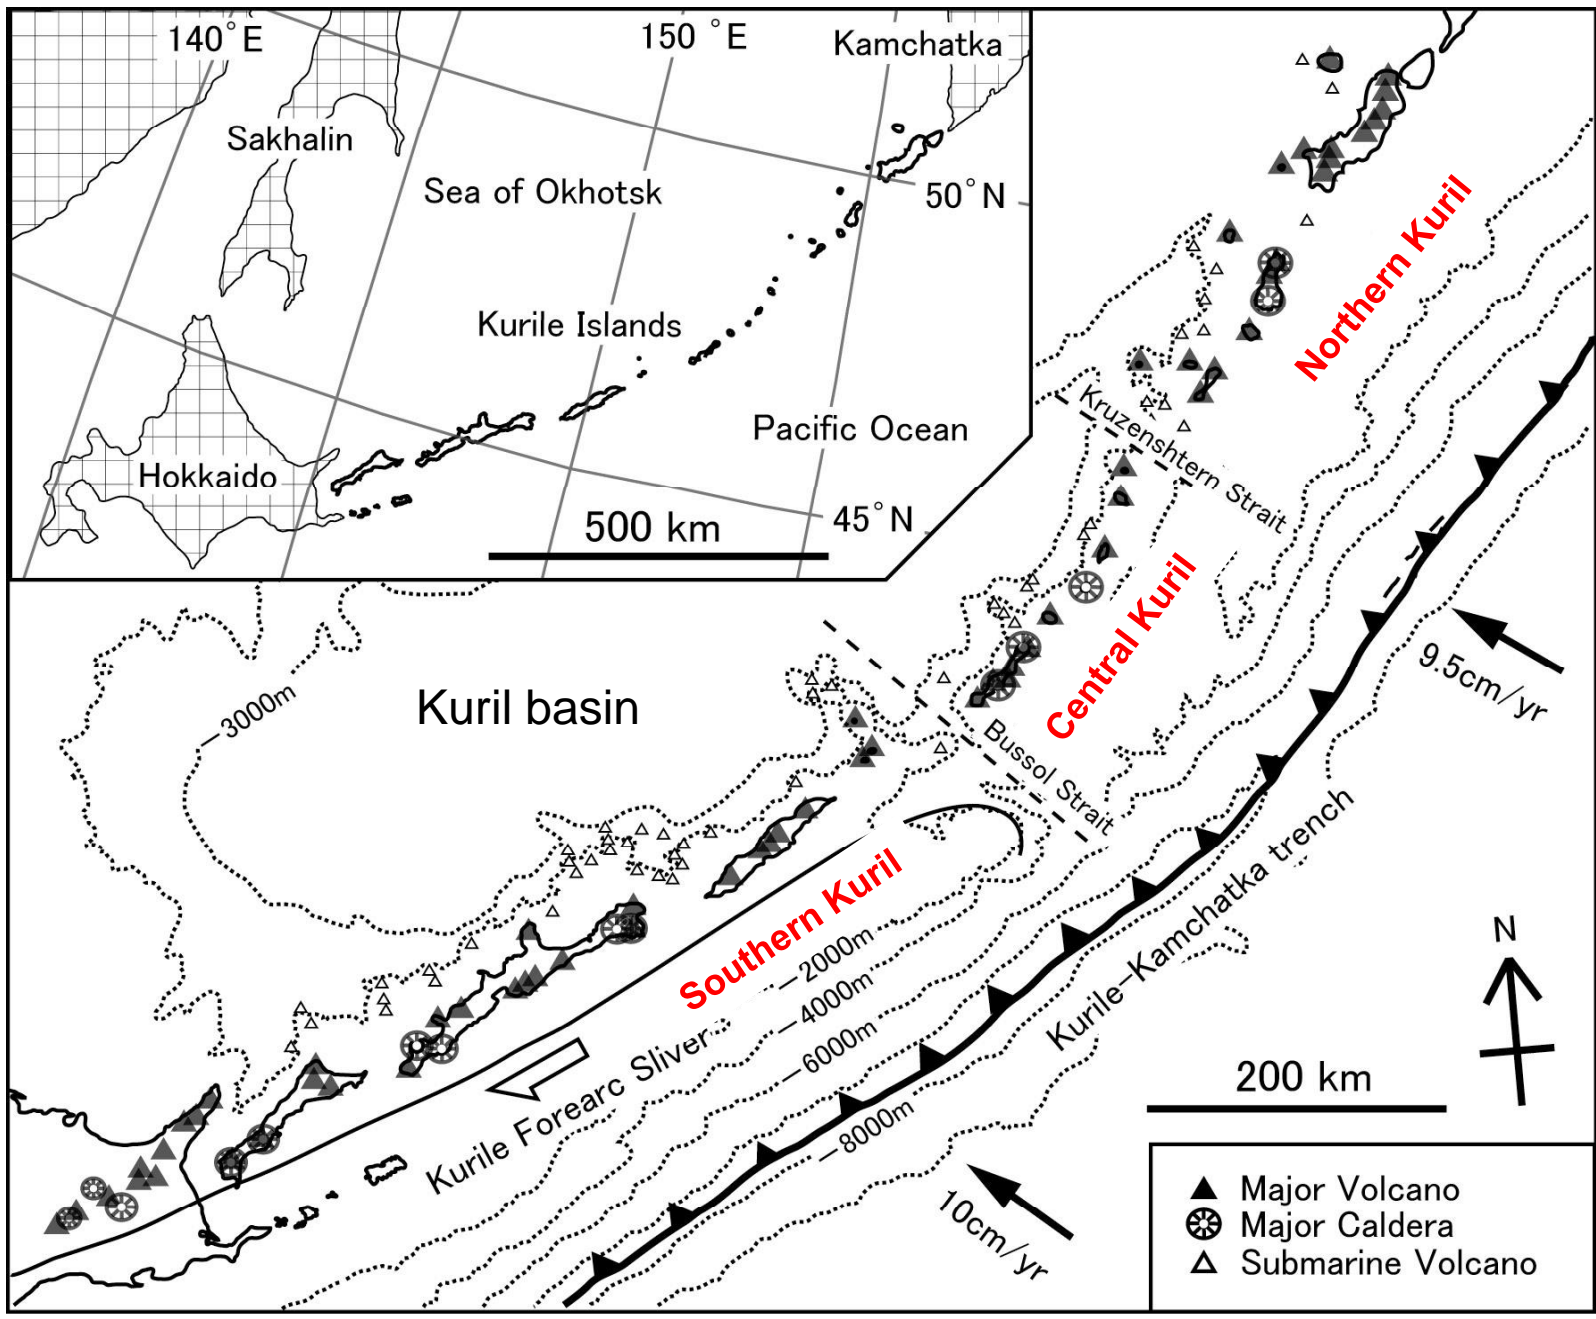 140°E
150 °E
Kamchatka
Sakhalin
Sea of Okhotsk
50°N
Kurile Islands
Pacific Ocean
Hokkaido
500 km
45°N
Northern Kuril
Kruzenshtern Strait
Central Kuril
9.5cm/yr
3000m
Kuril basin
Bussol Strait
Southern Kuril
Kurile-Kamchatka trench
2000m
4000m
6000m
8000m
Kurile Forearc Sliver
10cm/yr
N
200 km
Major Volcano
Major Caldera
Submarine Volcano